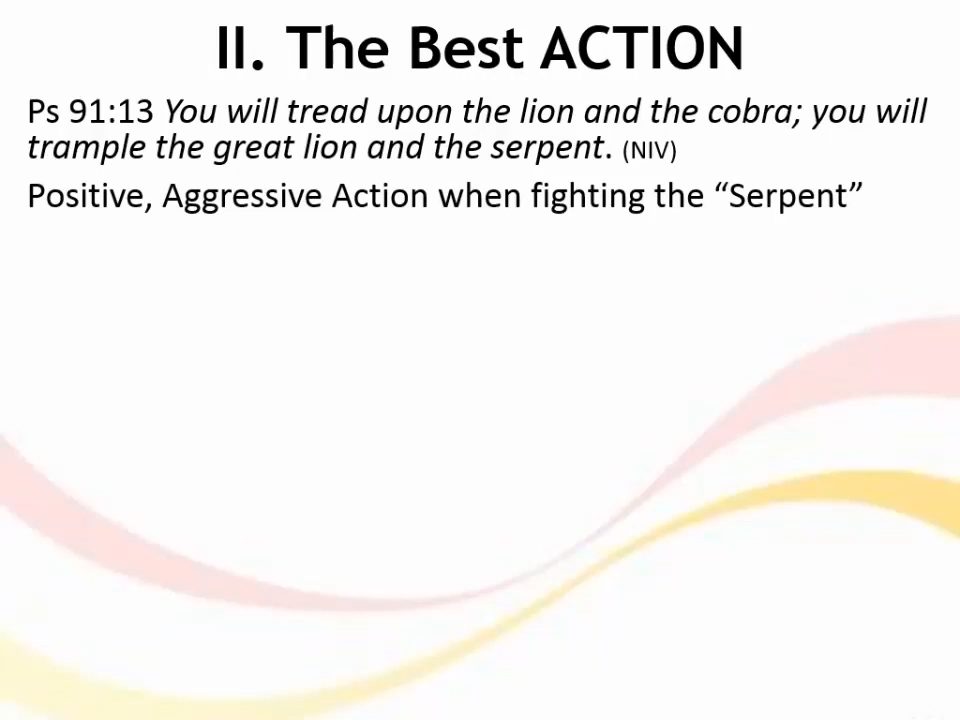 II. The Best ACTION
Ps 91:13 You will tread upon the lion and the cobra; you will
trample the great lion and the serpent. (NIV)
Positive, Aggressive Action when fighting the “Serpent”